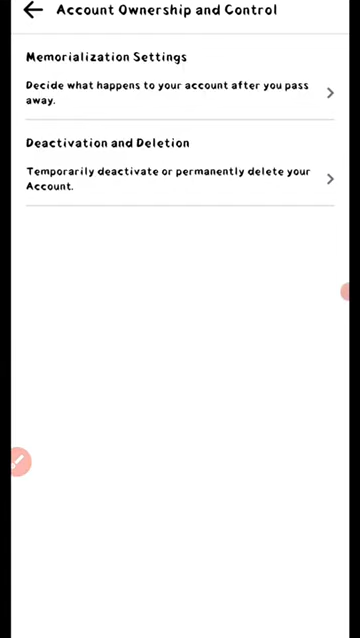 Account Ownership and Control
Memorialization Settings
Decide what happens to your account after you pass
away.
Deactivation and Deletion
Temporarily deactivate or permanently delete your
Account.